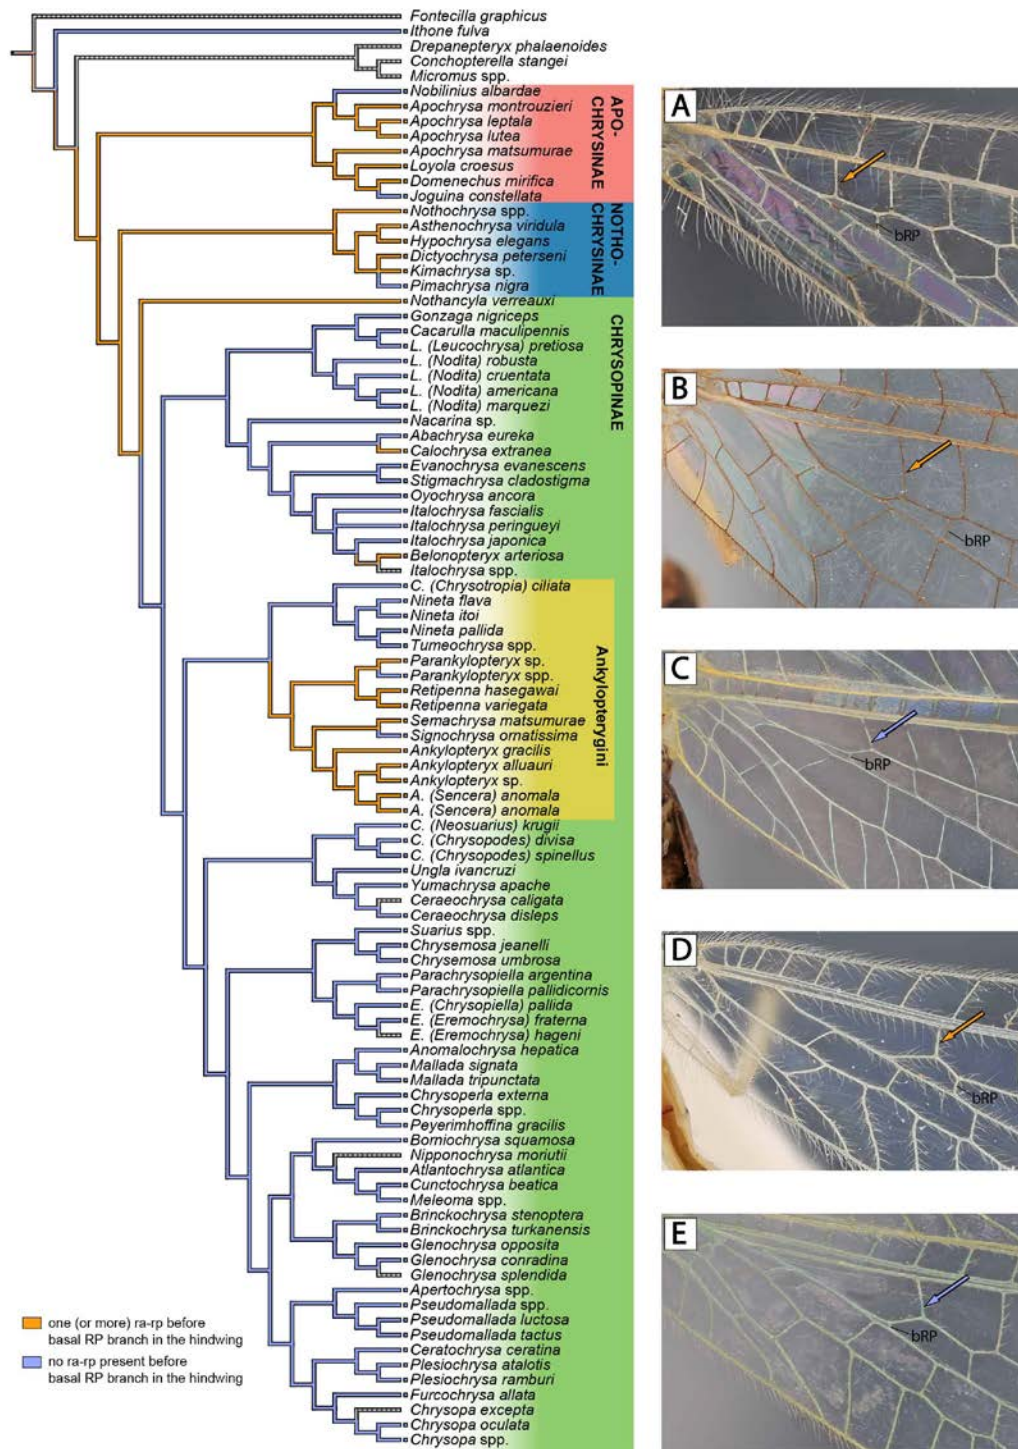 Fontecilla graphicus
Ithone fulva
Drepanepteryx phalaenoides
Conchopterella stangei
Micromus spp.
Nobilinius albardae
Apochrysa montrouzieri
Apochrysa leptala
Apochrysa lutea
Apochrysa matsumurae
Loyola croesus
Domenechus mirifica
Joguina constellata
APO-
CHRYSINAE
Nothochrysa spp.
Asthenochrysa viridula
Hypochrysa elegans
Dictyochrysa peterseni
Kimachrysa sp.
Pimachrysa nigra
NOTHO-
CHRYSINAE
Nothancyla verreauxi
Gonzaga nigriceps
Cacarulla maculipennis
L. (Leucochrysa) pretiosa
L. (Nodita) robusta
L. (Nodita) cruentata
L. (Nodita) americana
L. (Nodita) marquezi
Nacarina sp.
Abachrysa eureka
Calochrysa extranea
Evanochrysa evanescens
Stigmachrysa cladostigma
Oyochrysa ancora
Italochrysa fascialis
Italochrysa peringueyi
Italochrysa japonica
Belonopteryx arteriosa
Italochrysa spp.
CHRYSOPINAE
C. (Chrysotropia) ciliata
Nineta flava
Nineta itoi
Nineta pallida
Tumeochrysa spp.
Parankylopteryx sp.
Parankylopteryx spp.
Retipenna hasegawai
Retipenna variegata
Semachrysa matsumurae
Signochrysa ornatissima
Ankylopteryx gracilis
Ankylopteryx alluauri
Ankylopteryx sp.
A. (Sencera) anomala
A. (Sencera) anomala
Ankylopterygini
C. (Neosuarius) krugii
C. (Chrysopodes) divisa
C. (Chrysopodes) spinellus
Ungla ivancruzi
Yumachrysa apache
Ceraeochrysa caligata
Ceraeochrysa disleps
Suarius spp.
Chrysemosa jeanelli
Chrysemosa umbrosa
Parachrysopiella argentina
Parachrysopiella pallidicornis
E. (Chrysopiella) pallida
E. (Eremochrysa) fraterna
E. (Eremochrysa) hageni
Anomalochrysa hepatica
Mallada signata
Mallada tripunctata
Chrysoperla externa
Chrysoperla spp.
Peyerimhoffina gracilis
Borniochrysa squamosa
Nipponochrysa moriutii
Atlantochrysa atlantica
Cunctochrysa beatica
Meleoma spp.
Brinckochrysa stenoptera
Brinckochrysa turkanensis
Glenochrysa opposita
Glenochrysa conradina
Glenochrysa splendida
Apertochrysa spp.
Pseudomallada spp.
Pseudomallada luctosa
Pseudomallada tactus
Ceratochrysa ceratina
Plesiochrysa atalotis
Plesiochrysa ramburi
Furcochrysa allata
Chrysopa excepta
Chrysopa oculata
Chrysopa spp.
one (or more) ra-rp before
basal RP branch in the hindwing
no ra-rp present before
basal RP branch in the hindwing
A
bRP
B
bRP
C
bRP
D
bRP
E
bRP